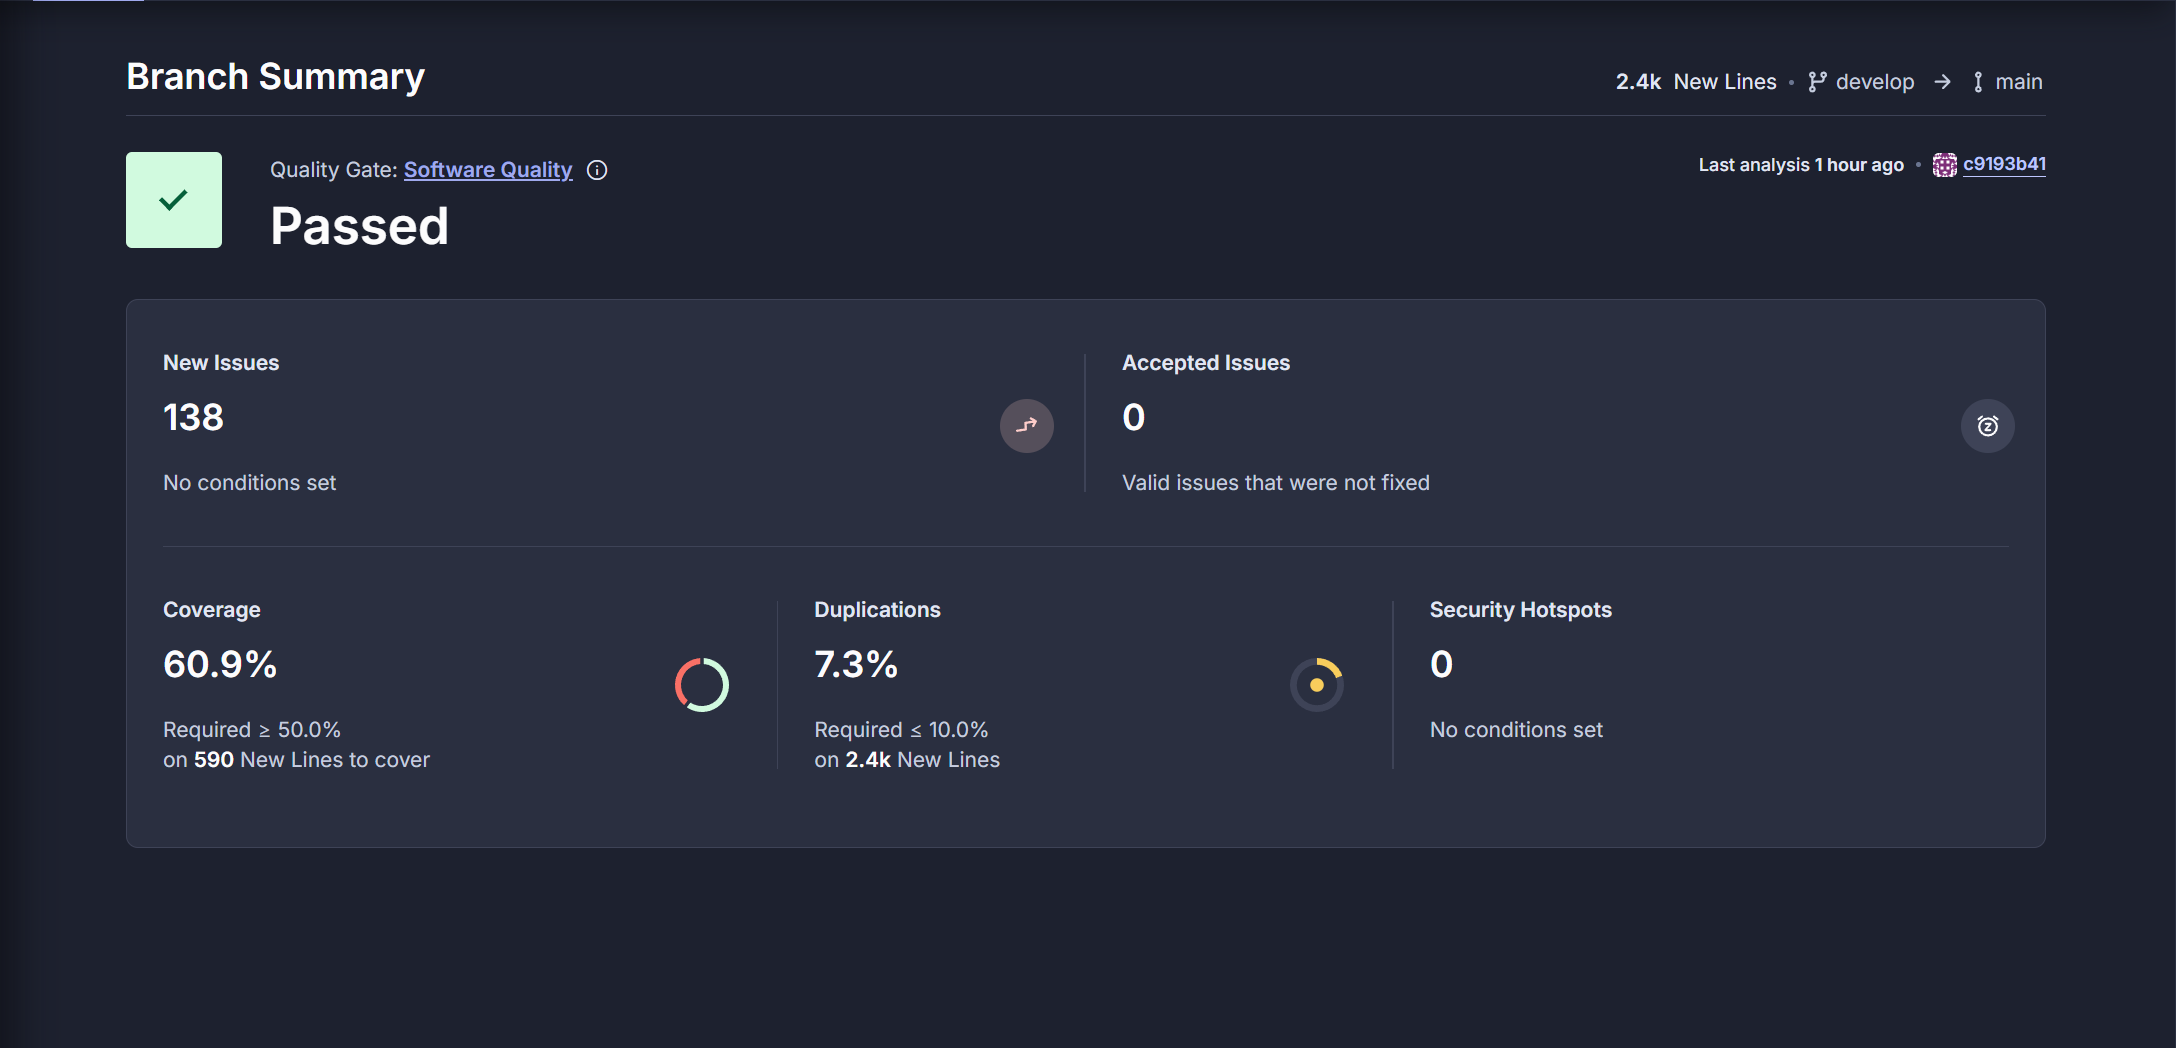 Branch Summary
2.4k New Lines • develop → main
Quality Gate: Software Quality
Passed
Last analysis 1 hour ago • c9193b41
New Issues
138
No conditions set
Accepted Issues
0
Valid issues that were not fixed
Coverage
60.9%
Required ≥ 50.0%
on 590 New Lines to cover
Duplications
7.3%
Required ≤ 10.0%
on 2.4k New Lines
Security Hotspots
0
No conditions set